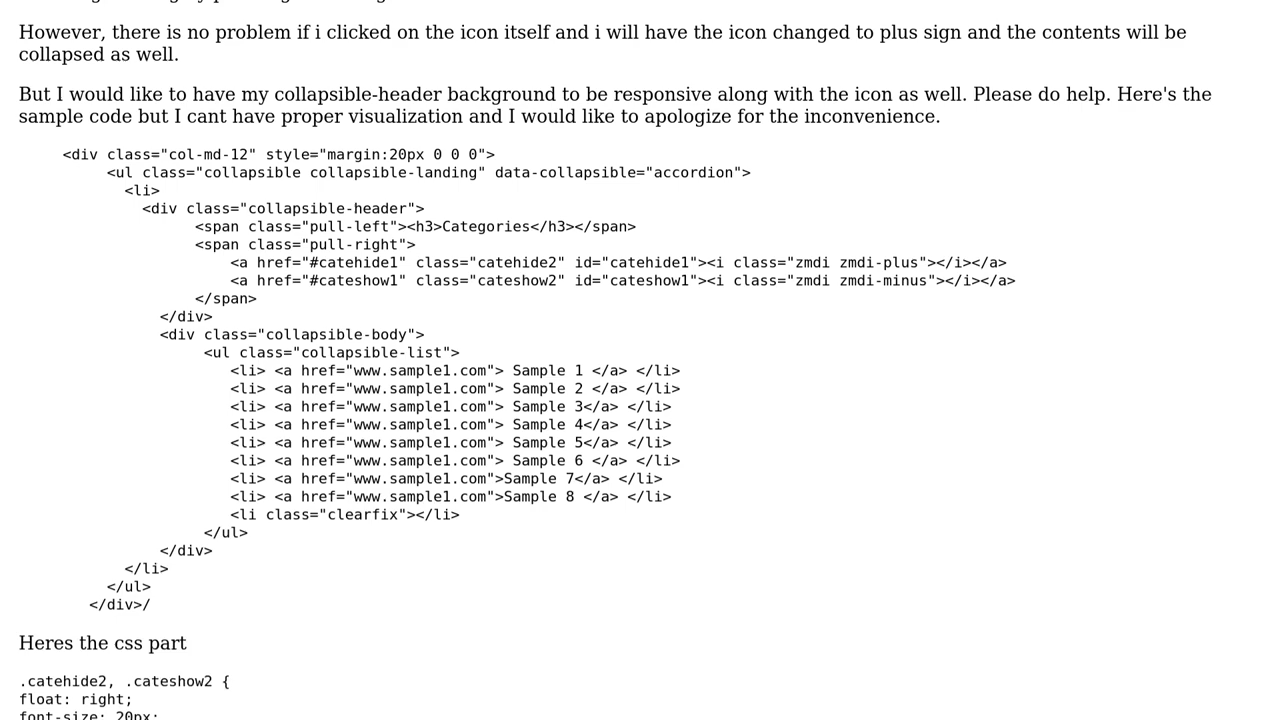 However, there is no problem if i clicked on the icon itself and i will have the icon changed to plus sign and the contents will be
collapsed as well.
But I would like to have my collapsible-header background to be responsive along with the icon as well. Please do help. Here's the
sample code but I cant have proper visualization and I would like to apologize for the inconvenience.
<div class="col-md-12" style="margin:20px 0 0 0">
<ul class="collapsible collapsible-landing" data-collapsible="accordion">
<li>
<div class="collapsible-header">
<span class="pull-left"><h3>Categories</h3></span>
<span class="pull-right">
<a href="#catehide1" class="catehide2" id="catehide1"><i class="zmdi zmdi-plus"></i></a>
<a href="#cateshow1" class="cateshow2" id="cateshow1"><i class="zmdi zmdi-minus"></i></a>
</span>
</div>
<div class="collapsible-body">
<ul class="collapsible-list">
<li> <a href="www.sample1.com"> Sample 1 </a> </li>
<li> <a href="www.sample1.com"> Sample 2 </a> </li>
<li> <a href="www.sample1.com"> Sample 3</a> </li>
<li> <a href="www.sample1.com"> Sample 4</a> </li>
<li> <a href="www.sample1.com"> Sample 5</a> </li>
<li> <a href="www.sample1.com"> Sample 6 </a> </li>
<li> <a href="www.sample1.com">Sample 7</a> </li>
<li> <a href="www.sample1.com">Sample 8 </a> </li>
<li class="clearfix"></li>
</ul>
</div>
</li>
</ul>
</div>/
Heres the css part
.catehide2, .cateshow2 {
float: right;
font-size: 20px;